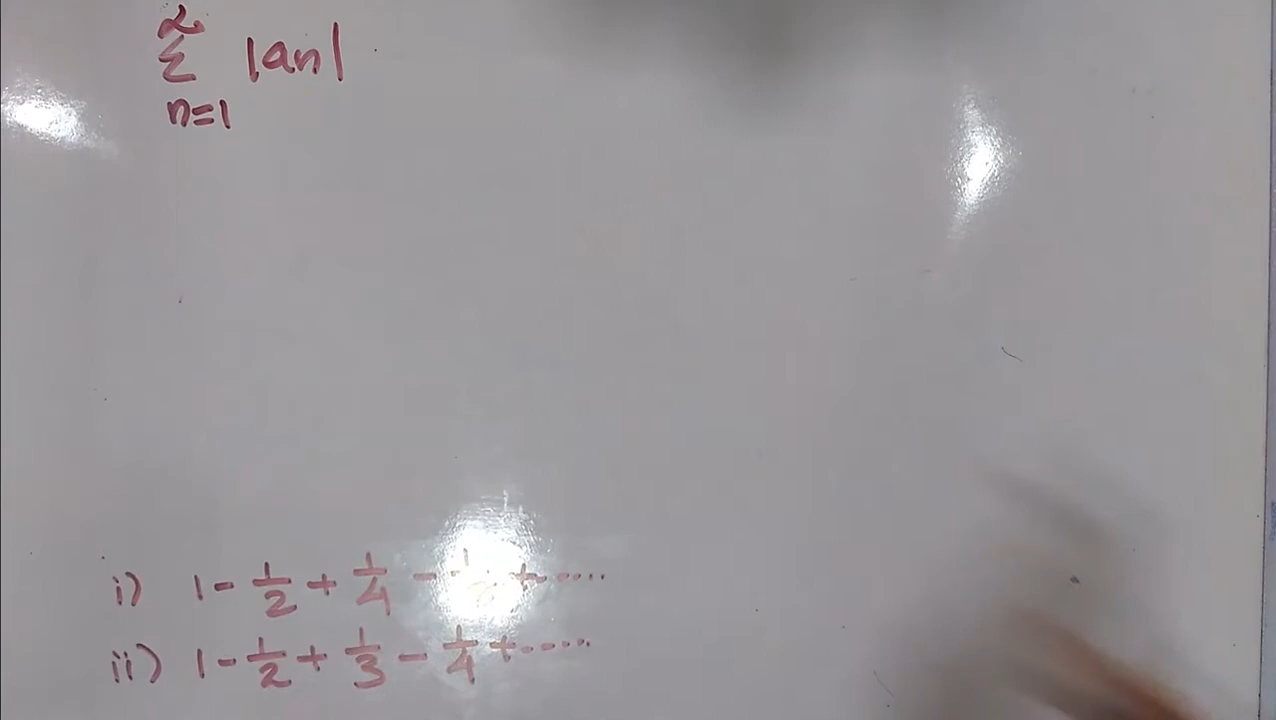 ∞
Σ |an|
n=1
i) 1 - 1/2 + 1/4 - + ....
ii) 1 - 1/2 + 1/3 - 1/4 + .....